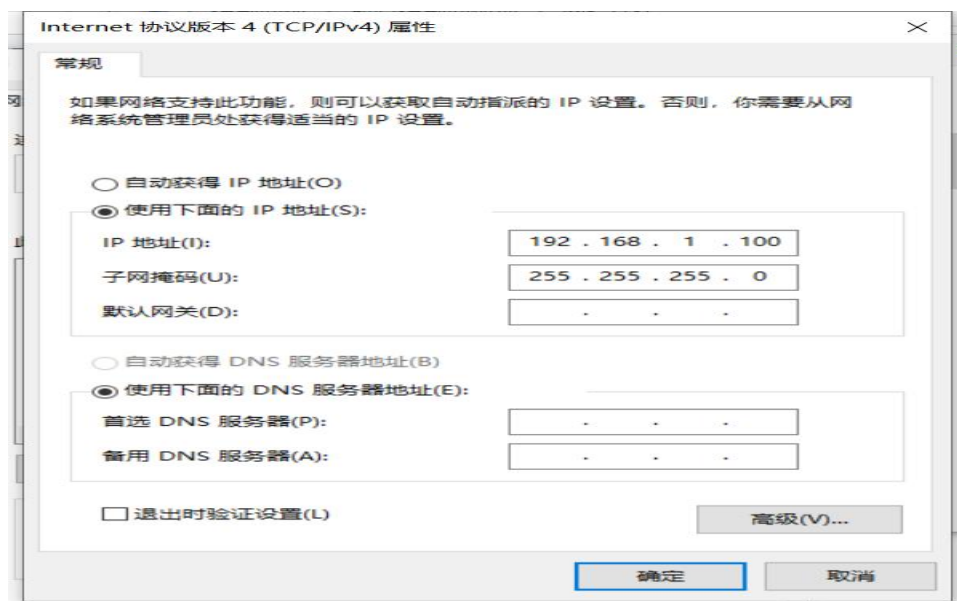 Internet 协议版本 4 (TCP/IPv4) 属性
常规
如果网络支持此功能，则可以获取自动指派的 IP 设置。否则，你需要从网
络系统管理员处获得适当的 IP 设置。
自动获得 IP 地址(O)
使用下面的 IP 地址(S):
IP 地址(I): 192 . 168 . 1 . 100
子网掩码(U): 255 . 255 . 255 . 0
默认网关(D): . . .
自动获得 DNS 服务器地址(B)
使用下面的 DNS 服务器地址(E):
首选 DNS 服务器(P): . . .
备用 DNS 服务器(A): . . .
退出时验证设置(L)
高级(V)...
确定 取消